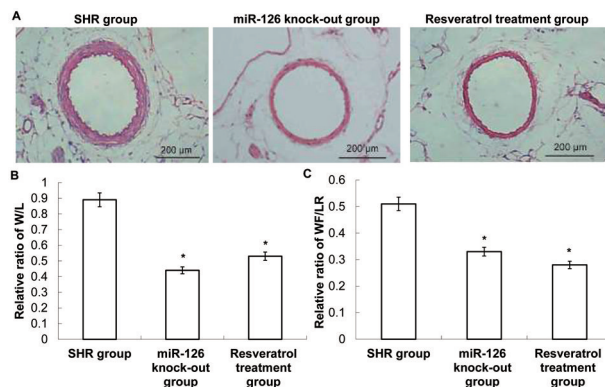 A
SHR group
miR-126 knock-out group
Resveratrol treatment group
200 µm
200 µm
200 µm
B
Relative ratio of W/L
1
0.9
0.8
0.7
0.6
0.5
0.4
0.3
0.2
0.1
0
*
*
SHR group
miR-126
knock-out
group
Resveratrol
treatment
group
C
Relative ratio of WF/LR
0.6
0.5
0.4
0.3
0.2
0.1
0
*
*
SHR group
miR-126
knock-out
group
Resveratrol
treatment
group